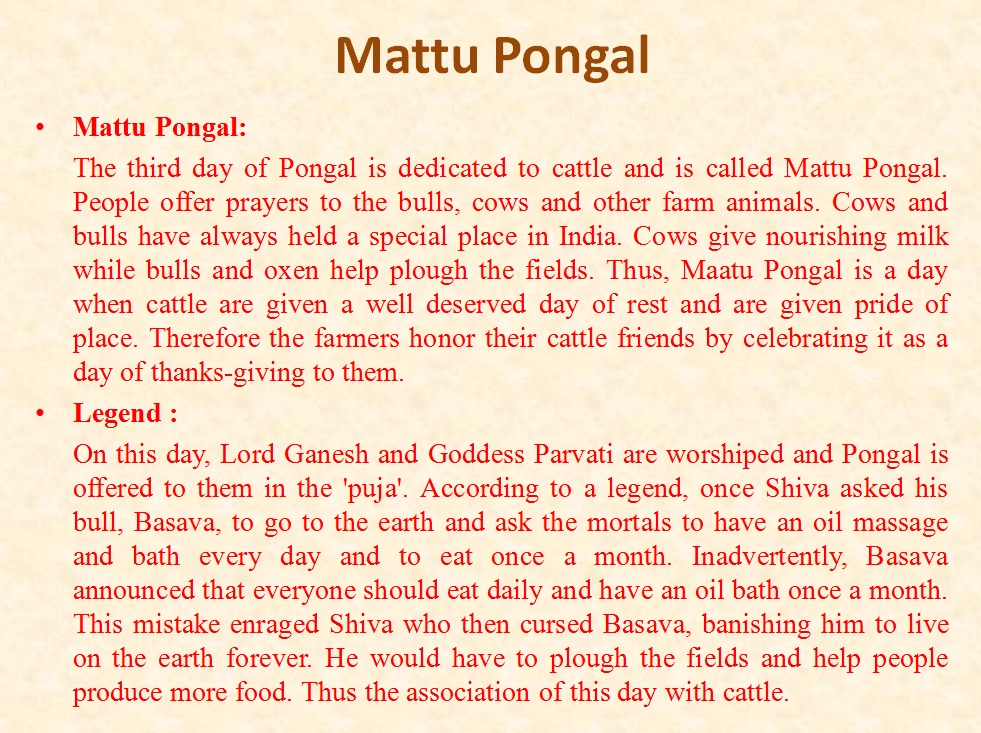 Mattu Pongal
• Mattu Pongal:
The third day of Pongal is dedicated to cattle and is called Mattu Pongal.
People offer prayers to the bulls, cows and other farm animals. Cows and
bulls have always held a special place in India. Cows give nourishing milk
while bulls and oxen help plough the fields. Thus, Maatu Pongal is a day
when cattle are given a well deserved day of rest and are given pride of
place. Therefore the farmers honor their cattle friends by celebrating it as a
day of thanks-giving to them.
• Legend :
On this day, Lord Ganesh and Goddess Parvati are worshiped and Pongal is
offered to them in the 'puja'. According to a legend, once Shiva asked his
bull, Basava, to go to the earth and ask the mortals to have an oil massage
and bath every day and to eat once a month. Inadvertently, Basava
announced that everyone should eat daily and have an oil bath once a month.
This mistake enraged Shiva who then cursed Basava, banishing him to live
on the earth forever. He would have to plough the fields and help people
produce more food. Thus the association of this day with cattle.